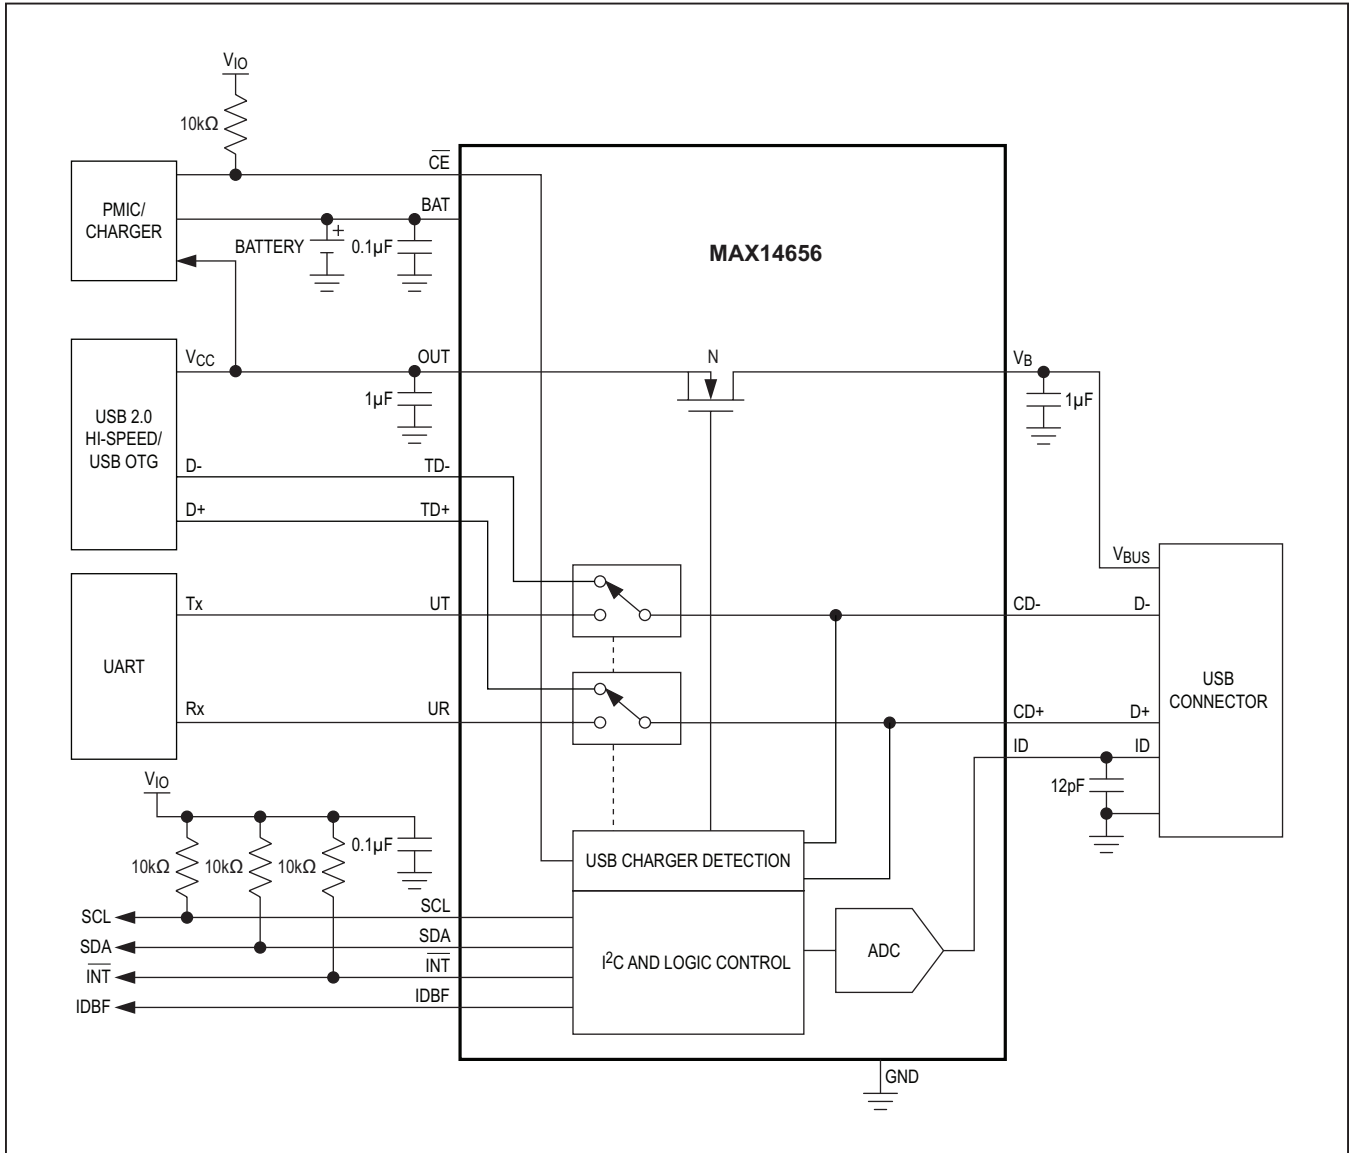 VIO
10kΩ
CE
PMIC/
CHARGER
BAT
BATTERY
+
0.1µF
MAX14656
VCC
OUT
N
VB
1µF
1µF
USB 2.0
HI-SPEED/
USB OTG
D-
TD-
D+
TD+
VBUS
Tx
UT
CD-
D-
UART
USB
CONNECTOR
Rx
UR
CD+
D+
ID
ID
VIO
12pF
10kΩ
10kΩ
10kΩ
0.1µF
USB CHARGER DETECTION
SCL
SCL
SDA
SDA
INT
INT
IDBF
IDBF
I2C AND LOGIC CONTROL
ADC
GND